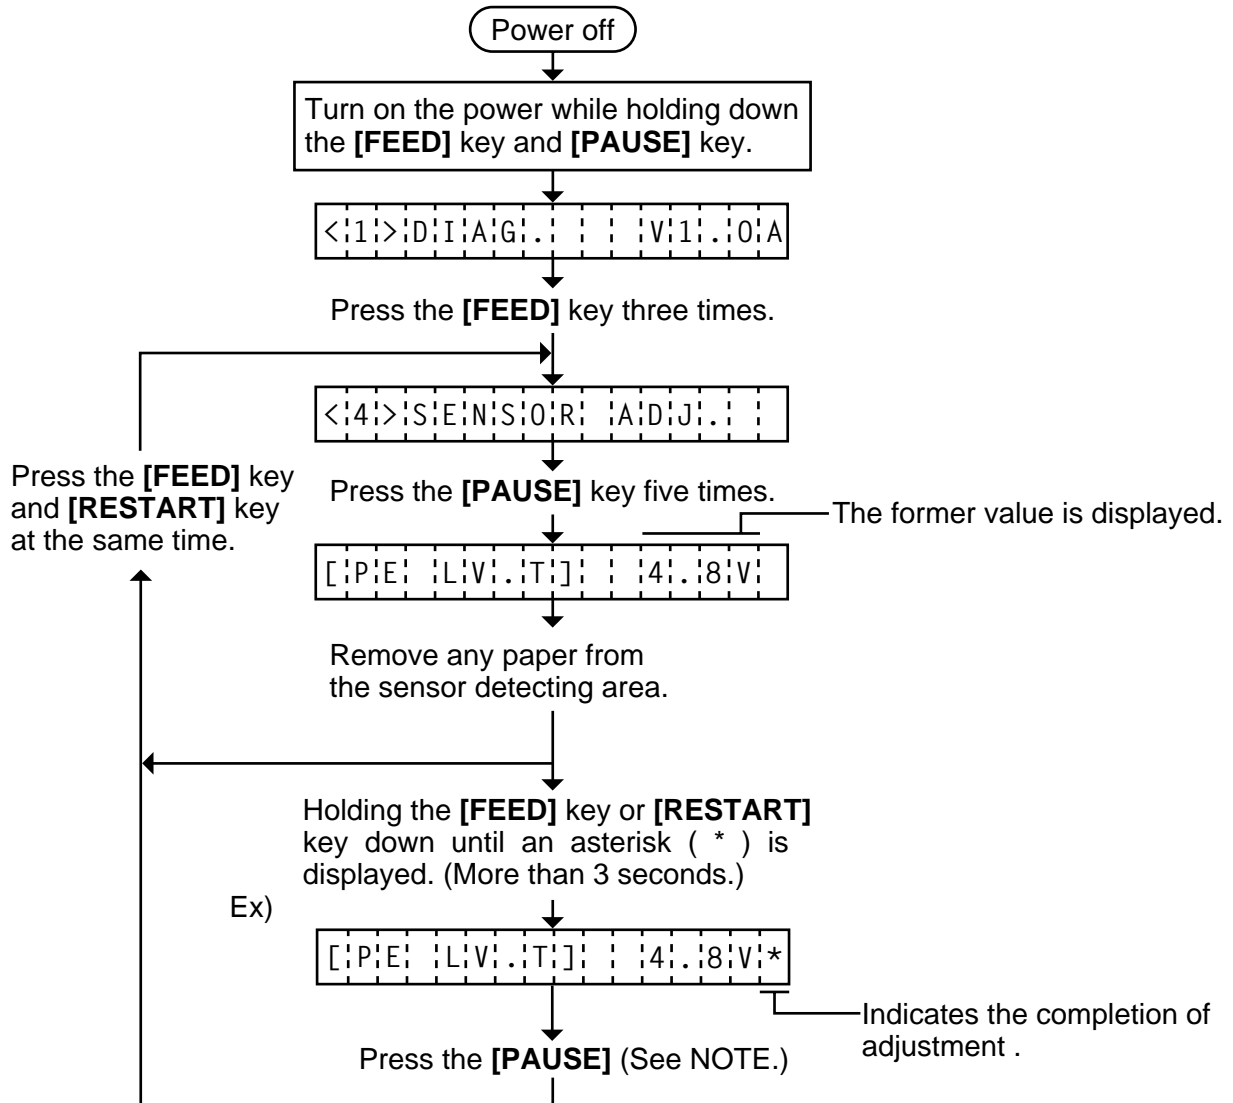 Power off
Turn on the power while holding down
the [FEED] key and [PAUSE] key.
<1>DIAG.   V1.0A
Press the [FEED] key three times.
<4>SENSOR ADJ.
Press the [FEED] key
and [RESTART] key
at the same time.
Press the [PAUSE] key five times.
The former value is displayed.
[PE LV.T]  4.8V
Remove any paper from
the sensor detecting area.
Holding the [FEED] key or [RESTART]
key down until an asterisk ( * ) is
displayed. (More than 3 seconds.)
Ex)
[PE LV.T]  4.8V*
Indicates the completion of
adjustment .
Press the [PAUSE] (See NOTE.)